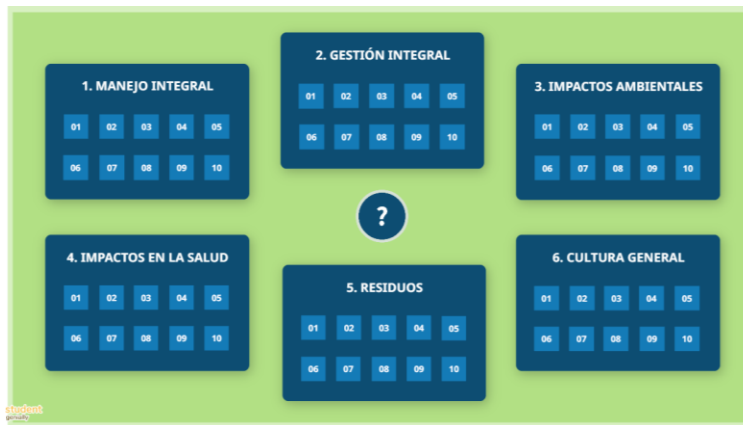 1. MANEJO INTEGRAL
01 02 03 04 05
06 07 08 09 10
2. GESTIÓN INTEGRAL
01 02 03 04 05
06 07 08 09 10
3. IMPACTOS AMBIENTALES
01 02 03 04 05
06 07 08 09 10
?
4. IMPACTOS EN LA SALUD
01 02 03 04 05
06 07 08 09 10
5. RESIDUOS
01 02 03 04 05
06 07 08 09 10
6. CULTURA GENERAL
01 02 03 04 05
06 07 08 09 10
student
genially